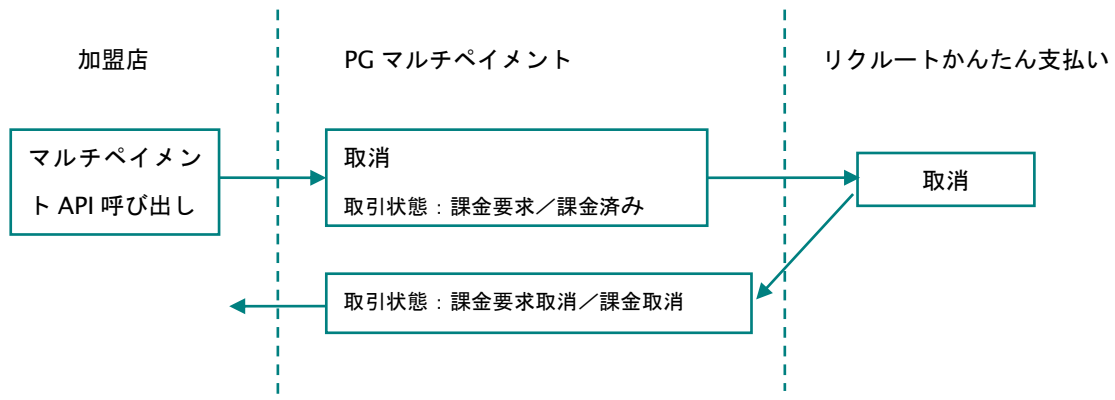 加盟店
PG マルチペイメント
リクルートかんたん支払い
マルチペイメン
ト API 呼び出し
取消
取引状態：課金要求／課金済み
取消
取引状態：課金要求取消／課金取消